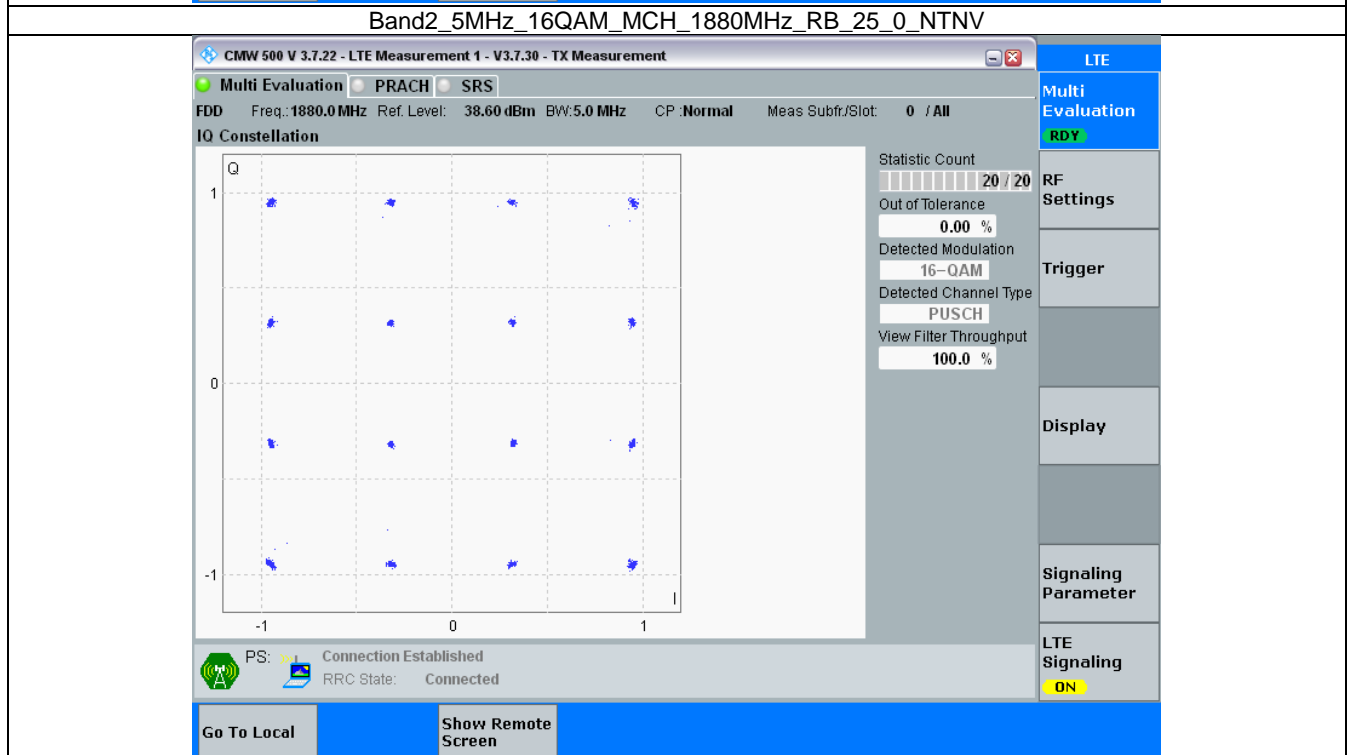 Band2_5MHz_16QAM_MCH_1880MHz_RB_25_0_NTNV
CMW 500 V 3.7.22 - LTE Measurement 1 - V3.7.30 - TX Measurement
LTE
Multi Evaluation PRACH SRS
FDD Freq.: 1880.0 MHz Ref. Level: 38.60 dBm BW: 5.0 MHz CP : Normal Meas Subfr./Slot: 0 / All
IQ Constellation
Q
1
0
-1
I
-1 0 1
Statistic Count
20 / 20
Out of Tolerance
0.00 %
Detected Modulation
16-QAM
Detected Channel Type
PUSCH
View Filter Throughput
100.0 %
Multi
Evaluation
RDY
RF
Settings
Trigger
Display
Signaling
Parameter
LTE
Signaling
ON
PS: Connection Established
RRC State: Connected
Go To Local
Show Remote
Screen